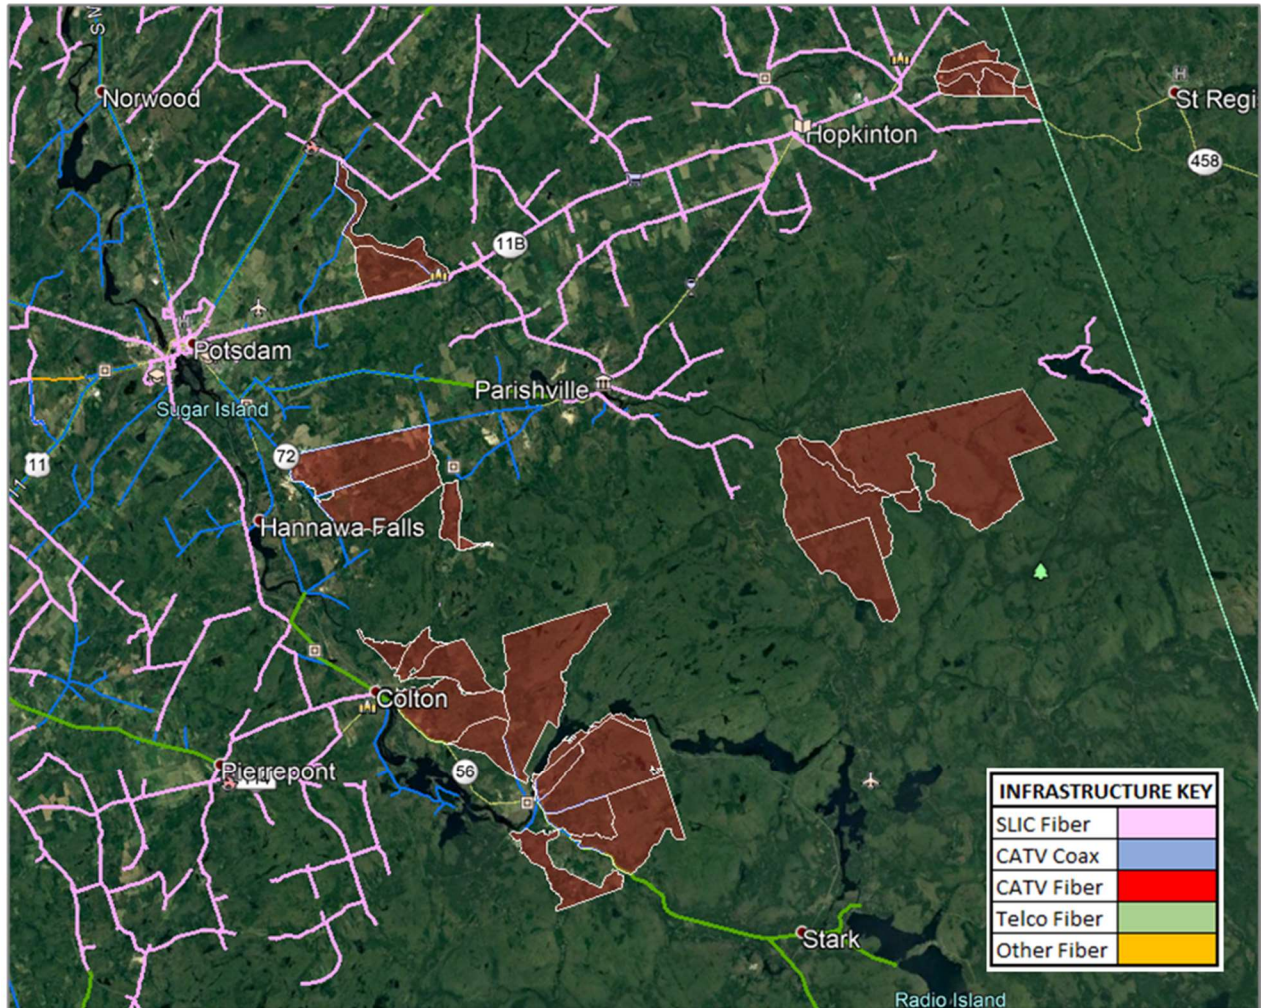 Norwood
St Regi
Hopkinton
458
11B
Potsdam
Parishville
Sugar Island
72
11
Hannawa Falls
Colton
56
Pierrepont
INFRASTRUCTURE KEY
SLIC Fiber
CATV Coax
CATV Fiber
Telco Fiber
Other Fiber
Stark
Radio Island